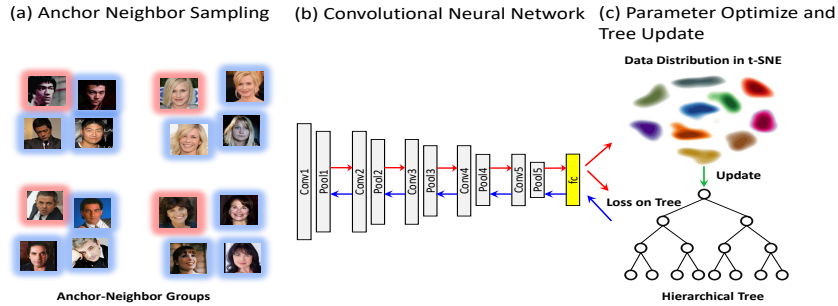 (a) Anchor Neighbor Sampling
(b) Convolutional Neural Network
(c) Parameter Optimize and
Tree Update
Anchor-Neighbor Groups
Conv1
Pool1
Conv2
Pool2
Conv3
Pool3
Conv4
Pool4
Conv5
Pool5
fc
Data Distribution in t-SNE
Update
Loss on Tree
Hierarchical Tree